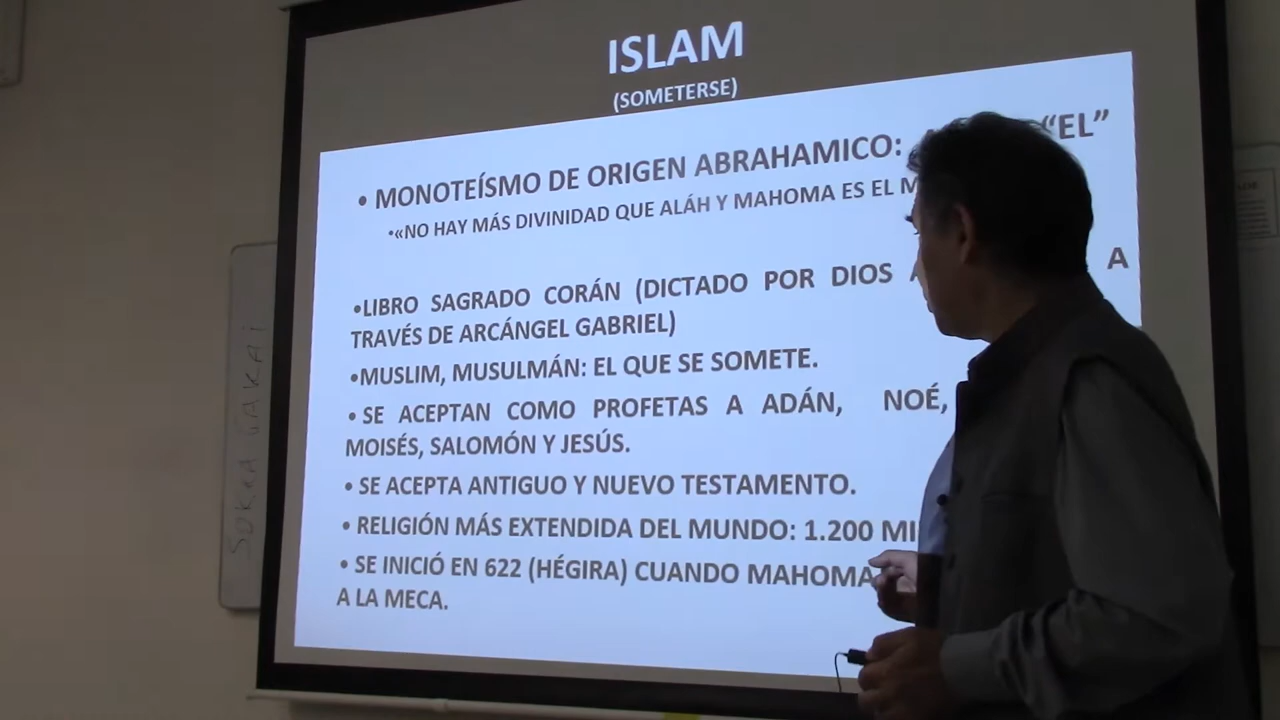 ISLAM
(SOMETERSE)
• MONOTEÍSMO DE ORIGEN ABRAHAMICO: “EL”
•«NO HAY MÁS DIVINIDAD QUE ALÁH Y MAHOMA ES EL
•LIBRO SAGRADO CORÁN (DICTADO POR DIOS A
TRAVÉS DE ARCÁNGEL GABRIEL)
•MUSLIM, MUSULMÁN: EL QUE SE SOMETE.
• SE ACEPTAN COMO PROFETAS A ADÁN, NOÉ,
MOISÉS, SALOMÓN Y JESÚS.
• SE ACEPTA ANTIGUO Y NUEVO TESTAMENTO.
• RELIGIÓN MÁS EXTENDIDA DEL MUNDO: 1.200
• SE INICIÓ EN 622 (HÉGIRA) CUANDO MAHOMA
A LA MECA.